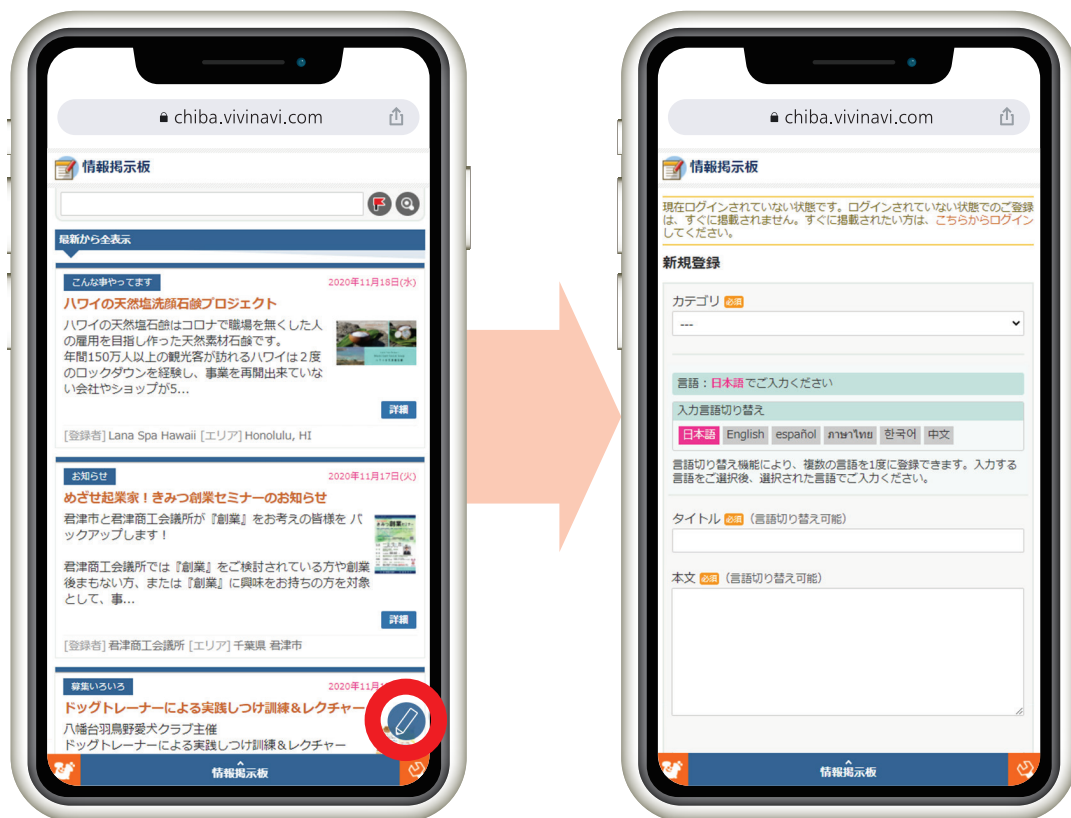 chiba.vivinavi.com
情報掲示板
最新から全表示
こんな事やってます
2020年11月18日(水)
ハワイの天然塩洗顔石鹸プロジェクト
ハワイの天然塩石鹸はコロナで職場を無くした人
の雇用を目指し作った天然素材石鹸です。
年間150万人以上の観光客が訪れるハワイは２度
のロックダウンを経験し、事業を再開出来ていな
い会社やショップが5...
詳細
[登録者] Lana Spa Hawaii [エリア] Honolulu, HI
お知らせ
2020年11月17日(火)
めざせ起業家！きみつ創業セミナーのお知らせ
君津市と君津商工会議所が『創業』をお考えの皆様を バ
ックアップします！
君津商工会議所では『創業』をご検討されている方や創業
後まもない方、または『創業』に興味をお持ちの方を対象
として、事...
詳細
[登録者] 君津商工会議所 [エリア] 千葉県 君津市
募集いろいろ
2020年11月
ドッグトレーナーによる実践しつけ訓練＆レクチャー
八幡台羽鳥野愛犬クラブ主催
ドッグトレーナーによる実践しつけ訓練＆レクチャー
情報掲示板
chiba.vivinavi.com
情報掲示板
現在ログインされていない状態です。ログインされていない状態でのご登録
は、すぐに掲載されません。すぐに掲載されたい方は、こちらからログイン
してください。
新規登録
カテゴリ 必須
---
言語：日本語でご入力ください
入力言語切り替え
日本語 English español ภาษาไทย 한국어 中文
言語切り替え機能により、複数の言語を1度に登録できます。入力する
言語をご選択後、選択された言語でご入力ください。
タイトル 必須 （言語切り替え可能）
本文 必須 （言語切り替え可能）
情報掲示板